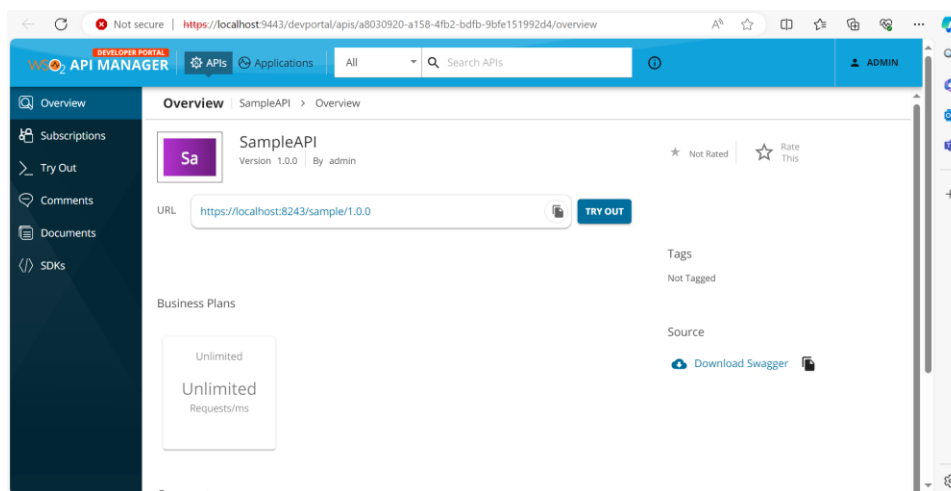 Not secure | https://localhost:9443/devportal/apis/a8030920-a158-4fb2-bdfb-9bfe151992d4/overview
DEVELOPER PORTAL
WSO2 API MANAGER
APIs
Applications
All
Search APIs
ADMIN
Overview
Subscriptions
Try Out
Comments
Documents
SDKs
Overview | SampleAPI > Overview
Sa
SampleAPI
Version 1.0.0 | By admin
Not Rated
Rate This
URL
https://localhost:8243/sample/1.0.0
TRY OUT
Tags
Not Tagged
Business Plans
Unlimited
Unlimited
Requests/ms
Source
Download Swagger